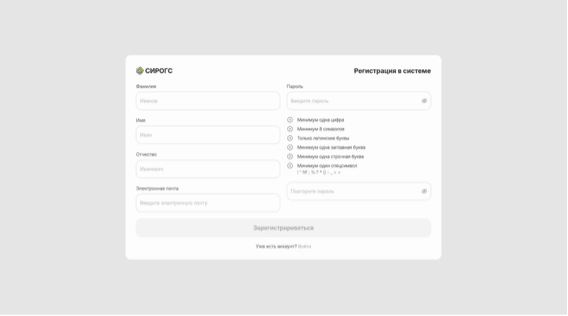 СИРОГС
Регистрация в системе
Фамилия
Иванов
Имя
Иван
Отчество
Иванович
Электронная почта
Введите электронную почту
Пароль
Введите пароль
Минимум одна цифра
Минимум 8 символов
Только латинские буквы
Минимум одна заглавная буква
Минимум одна строчная буква
Минимум один спецсимвол
Повторите пароль
Зарегистрироваться
Уже есть аккаунт? Войти